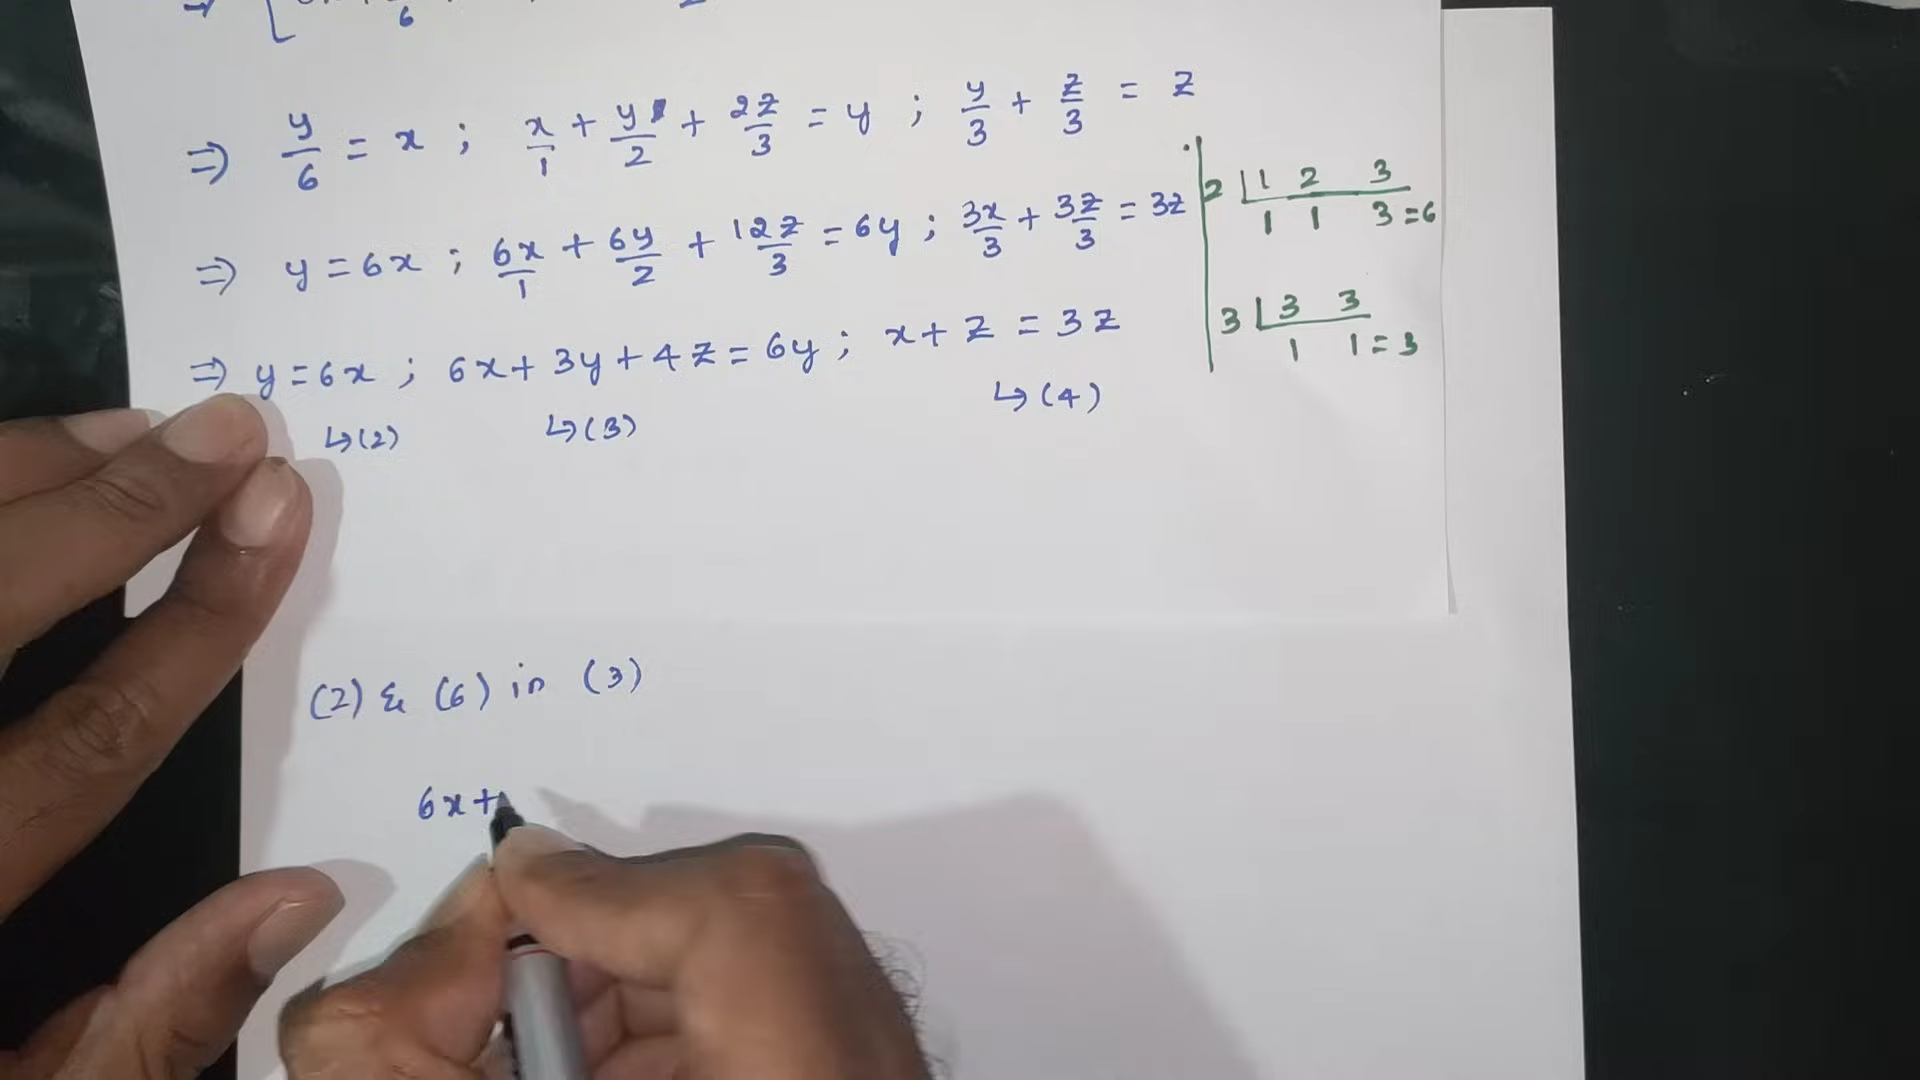 ⇒ y/6 = x ; x/1 + y/2 + 2z/3 = y ; y/3 + z/3 = z
⇒ y = 6x ; 6x/1 + 6y/2 + 12z/3 = 6y ; 3x/3 + 3z/3 = 3z
⇒ y = 6x ; 6x + 3y + 4z = 6y ; x + z = 3z
↳(2) ↳(3) ↳(4)
2 | 1 2 3
1 1 3 = 6
3 | 3 3
1 1 = 3
(2) & (6) in (3)
6x +